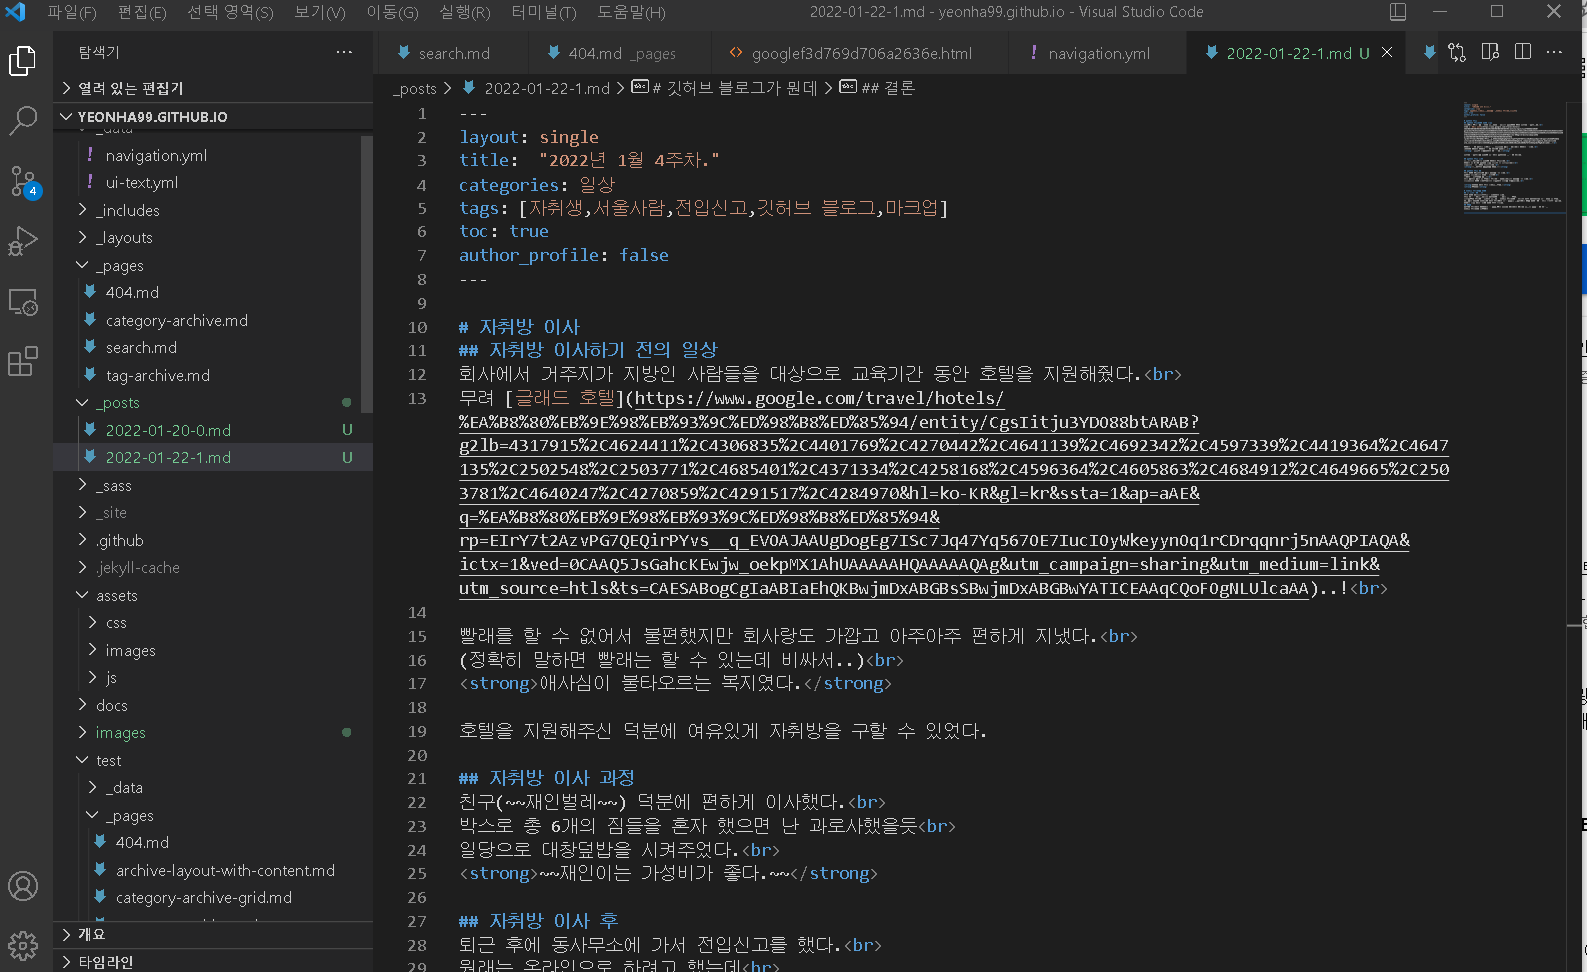 파일(F) 편집(E) 선택 영역(S) 보기(V) 이동(G) 실행(R) 터미널(T) 도움말(H) 2022-01-22-1.md - yeonha99.github.io - Visual Studio Code
탐색기 ···
search.md 404.md _pages googlef3d769d706a2636e.html navigation.yml 2022-01-22-1.md U
열려 있는 편집기
_posts > 2022-01-22-1.md > # 깃허브 블로그가 뭔데 > ## 결론
YEONHA99.GITHUB.IO
_data
navigation.yml
ui-text.yml
_includes
_layouts
_pages
404.md
category-archive.md
search.md
tag-archive.md
_posts
2022-01-20-0.md U
2022-01-22-1.md U
_sass
_site
.github
.jekyll-cache
assets
css
images
js
docs
images
test
_data
_pages
404.md
archive-layout-with-content.md
category-archive-grid.md
개요
타임라인
4
1 ---
2 layout: single
3 title:  "2022년 1월 4주차."
4 categories: 일상
5 tags: [자취생,서울사람,전입신고,깃허브 블로그,마크업]
6 toc: true
7 author_profile: false
8 ---
9
10 # 자취방 이사
11 ## 자취방 이사하기 전의 일상
12 회사에서 거주지가 지방인 사람들을 대상으로 교육기간 동안 호텔을 지원해줬다.<br>
13 무려 [글래드 호텔](https://www.google.com/travel/hotels/
%EA%B8%80%EB%9E%98%EB%93%9C%ED%98%B8%ED%85%94/entity/CgsIitju3YDO88btARAB?
g2lb=4317915%2C4624411%2C4306835%2C4401769%2C4270442%2C4641139%2C4692342%2C4597339%2C4419364%2C4647
135%2C2502548%2C2503771%2C4685401%2C4371334%2C4258168%2C4596364%2C4605863%2C4684912%2C4649665%2C250
3781%2C4640247%2C4270859%2C4291517%2C4284970&hl=ko-KR&gl=kr&ssta=1&ap=aAE&
q=%EA%B8%80%EB%9E%98%EB%93%9C%ED%98%B8%ED%85%94&
rp=EIrY7t2AzvPG7QEQirPYvs__q_EVOAJAAUgDogEg7ISc7Jq47Yq567OE7IucIOyWkeyynOq1rCDrqqnrj5nAAQPIAQA&
ictx=1&ved=0CAAQ5JsGahcKEwjw_oekpMX1AhUAAAAAHQAAAAAQAg&utm_campaign=sharing&utm_medium=link&
utm_source=htls&ts=CAESABogCgIaABIaEhQKBwjmDxABGBsSBwjmDxABGBwYATICEAAqCQoFOgNLUlcaAA)..!<br>
14
15 빨래를 할 수 없어서 불편했지만 회사랑도 가깝고 아주아주 편하게 지냈다.<br>
16 (정확히 말하면 빨래는 할 수 있는데 비싸서..)<br>
17 <strong>애사심이 불타오르는 복지였다.</strong>
18
19 호텔을 지원해주신 덕분에 여유있게 자취방을 구할 수 있었다.
20
21 ## 자취방 이사 과정
22 친구(~~재인벌레~~) 덕분에 편하게 이사했다.<br>
23 박스로 총 6개의 짐들을 혼자 했으면 난 과로사했을듯<br>
24 일당으로 대창덮밥을 시켜주었다.<br>
25 <strong>~~재인이는 가성비가 좋다.~~</strong>
26
27 ## 자취방 이사 후
28 퇴근 후에 동사무소에 가서 전입신고를 했다.<br>
29 원래는 온라인으로 하려고 했는데<br>